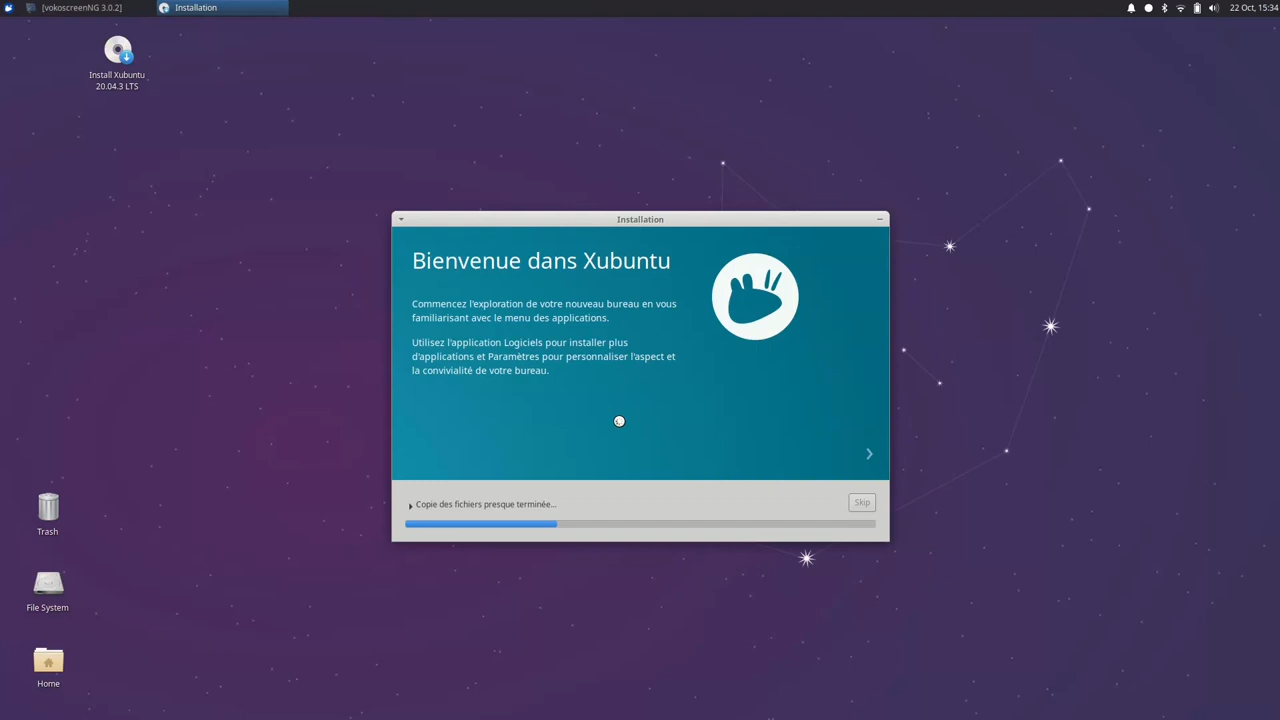 [vokoscreenNG 3.0.2]
Installation
22 Oct, 15:34
Install Xubuntu
20.04.3 LTS
Installation
Bienvenue dans Xubuntu
Commencez l'exploration de votre nouveau bureau en vous
familiarisant avec le menu des applications.
Utilisez l'application Logiciels pour installer plus
d'applications et Paramètres pour personnaliser l'aspect et
la convivialité de votre bureau.
Copie des fichiers presque terminée...
Skip
Trash
File System
Home